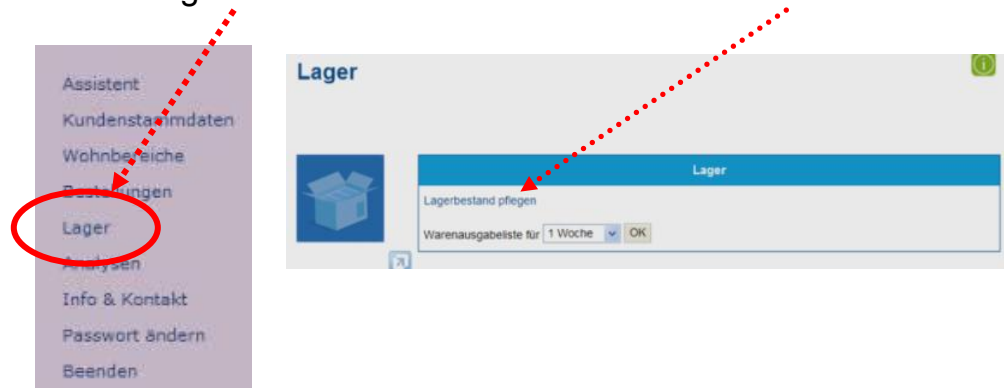 Assistent
Kundenstammdaten
Wohnbereiche
Bestellungen
Lager
Analysen
Info & Kontakt
Passwort ändern
Beenden
Lager
Lager
Lagerbestand pflegen
Warenausgabeliste für 1 Woche OK